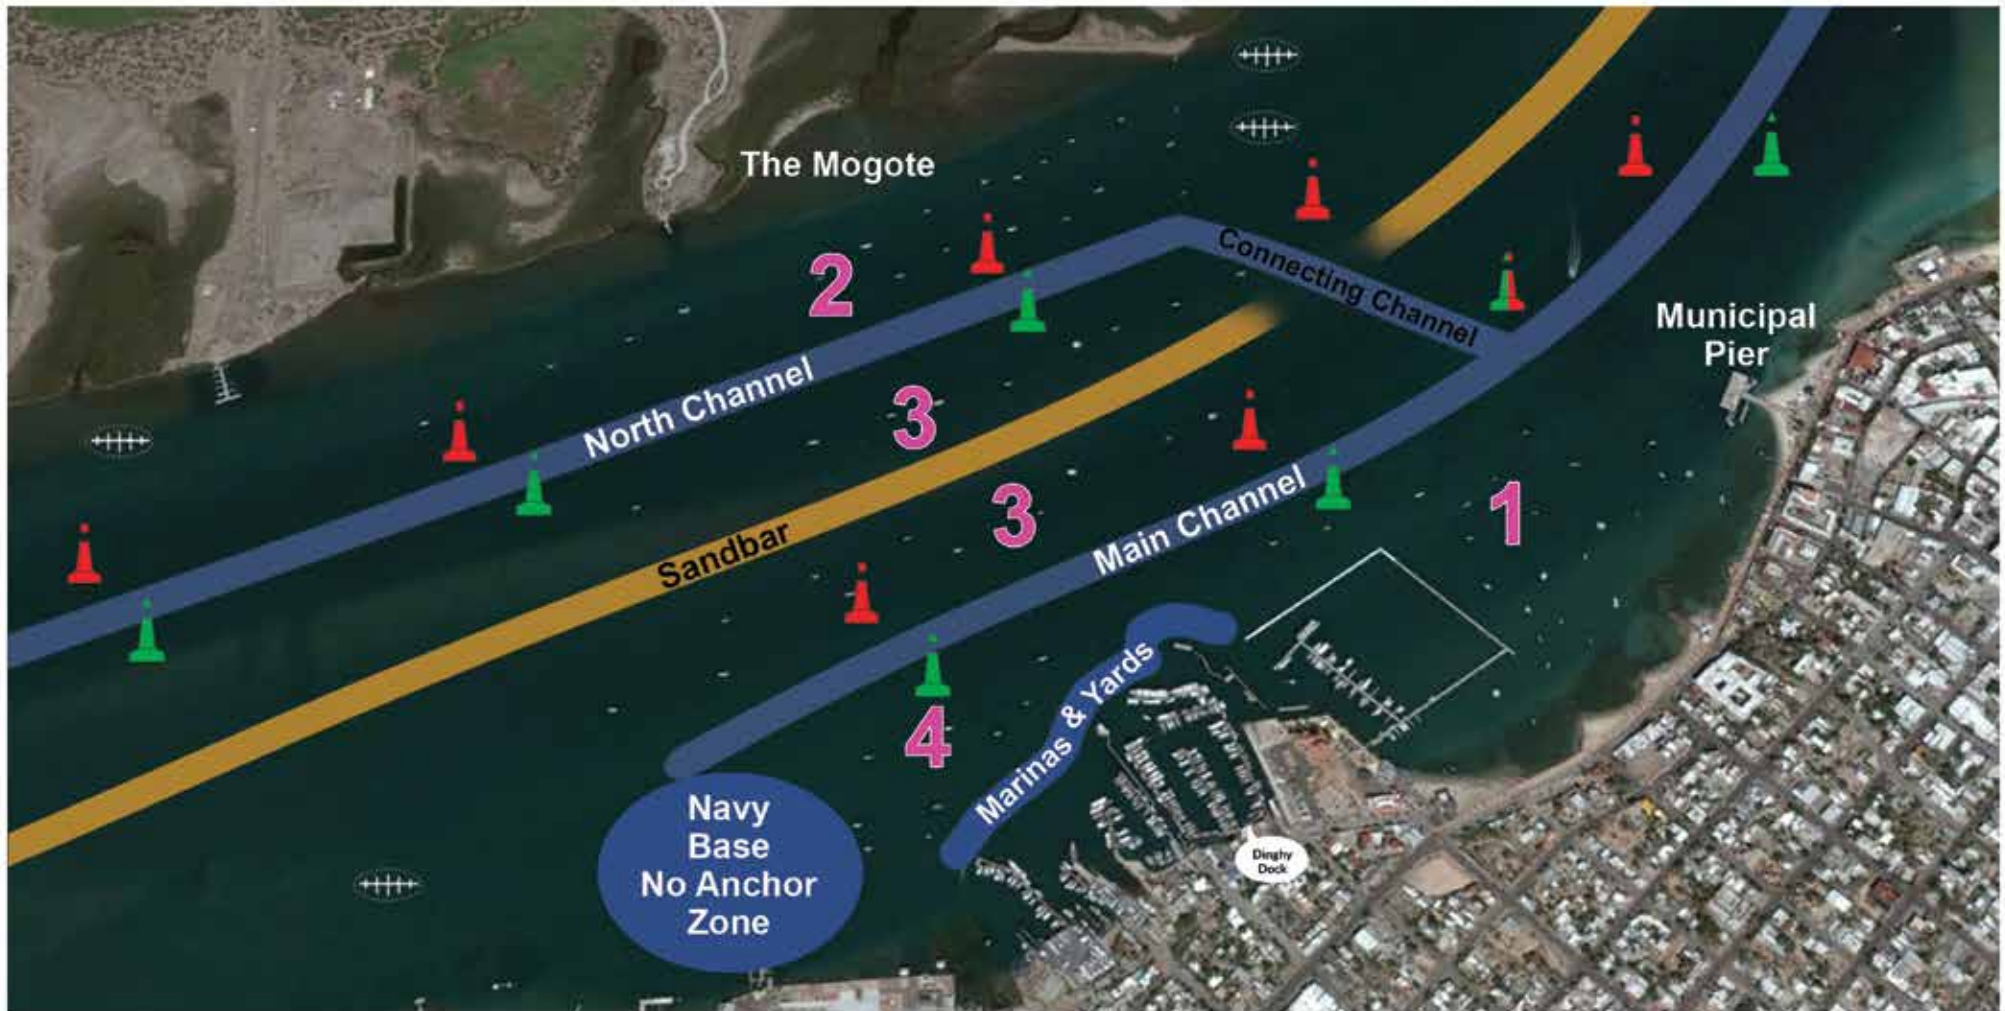 The Mogote
2
Connecting Channel
Municipal
Pier
North Channel
3
3
1
Main Channel
Sandbar
4
Marinas & Yards
Navy
Base
No Anchor
Zone
Dinghy
Dock